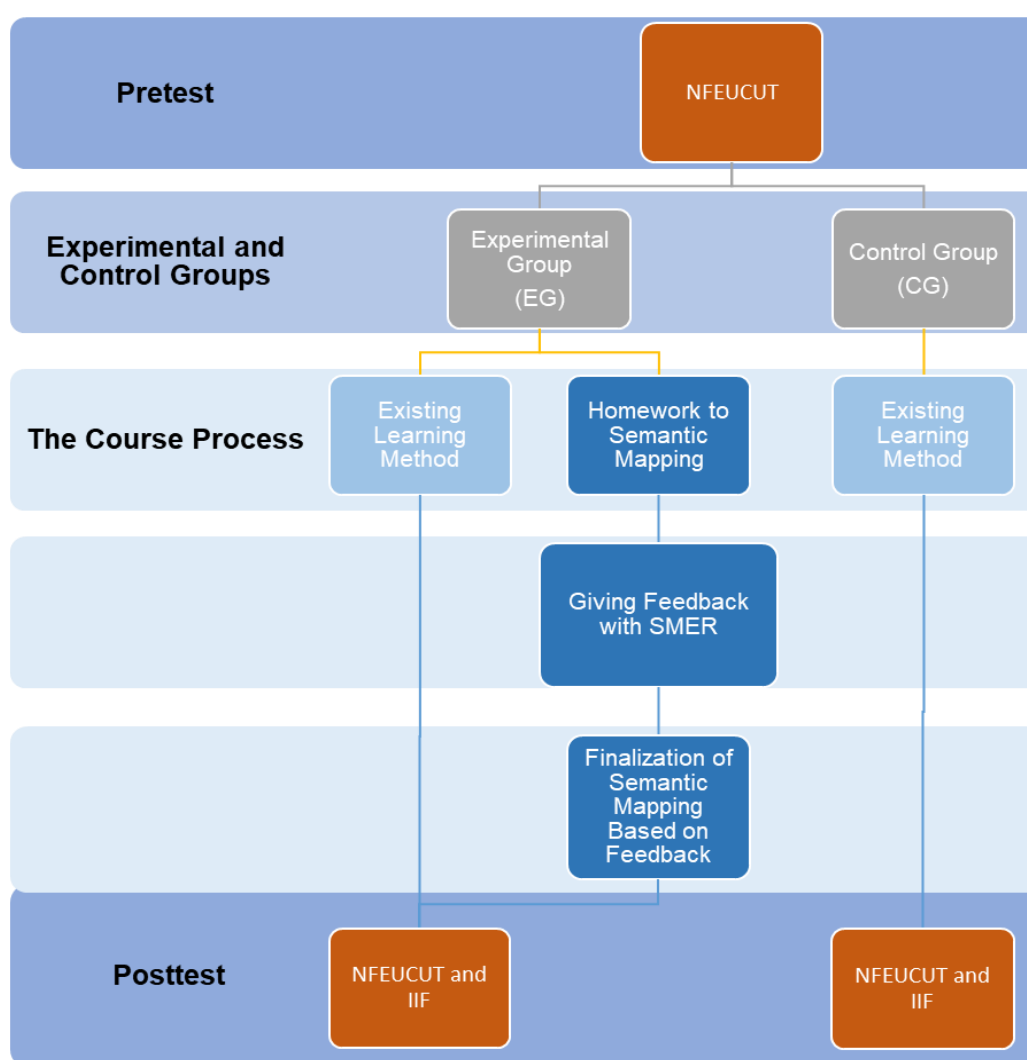 Pretest
NFEUCUT
Experimental and
Control Groups
Experimental
Group
(EG)
Control Group
(CG)
The Course Process
Existing
Learning
Method
Homework to
Semantic
Mapping
Existing
Learning
Method
Giving Feedback
with SMER
Finalization of
Semantic
Mapping
Based on
Feedback
Posttest
NFEUCUT and
IIF
NFEUCUT and
IIF